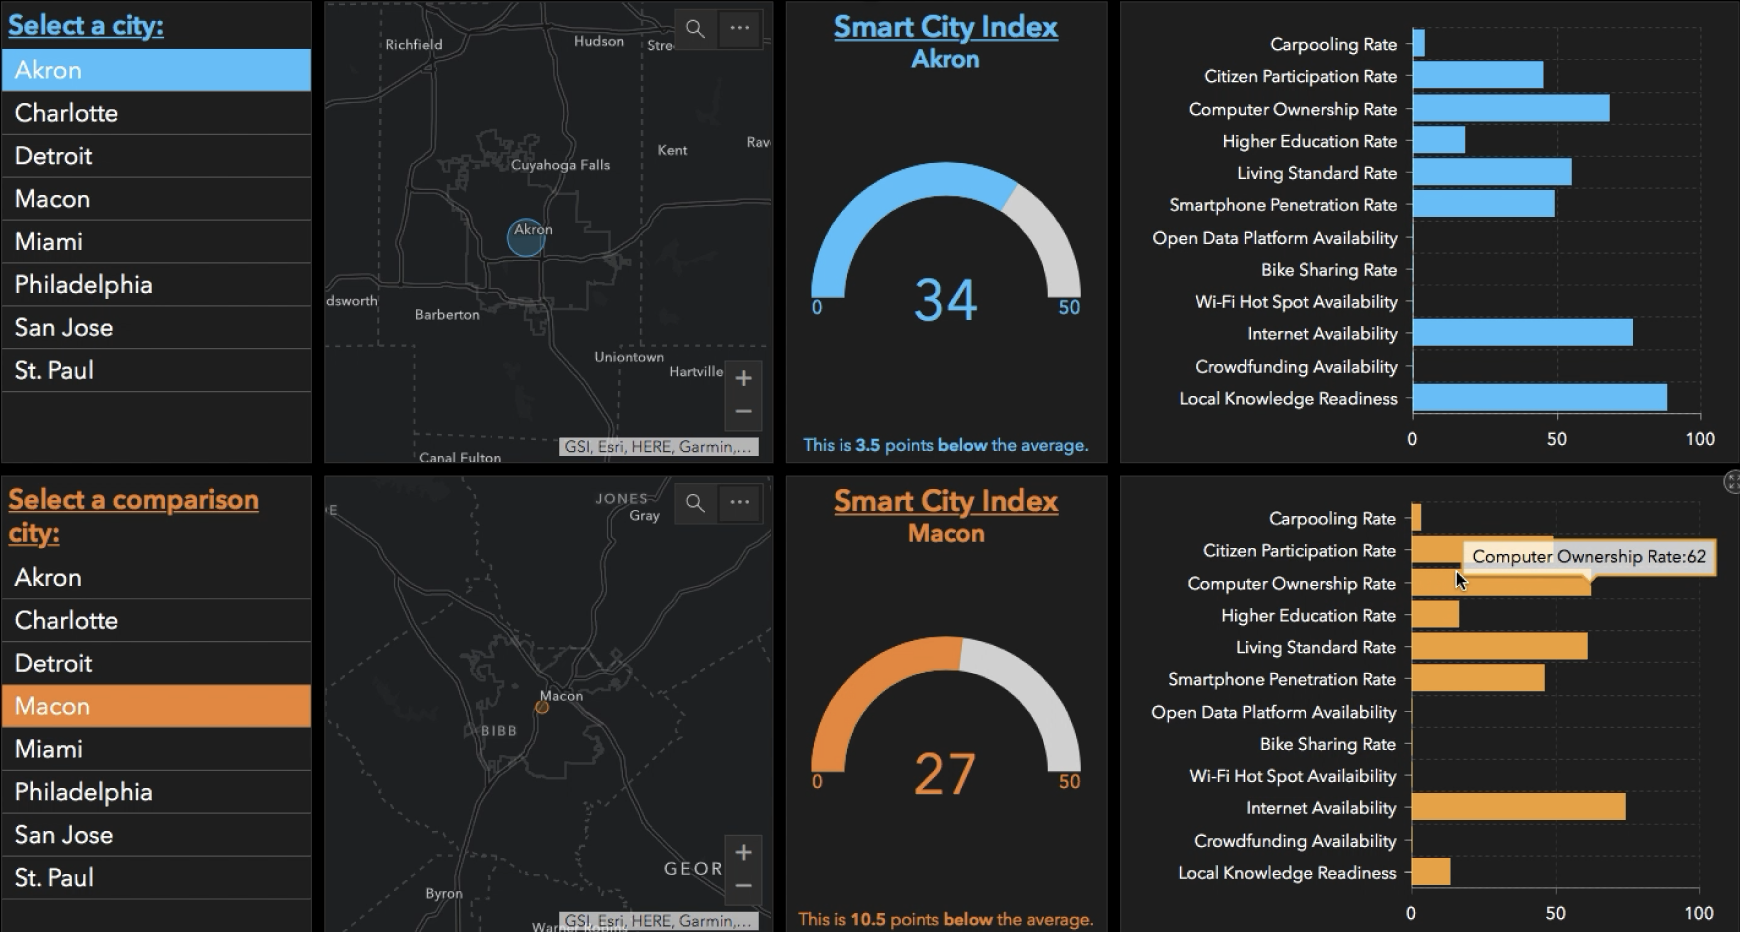 Select a city:
Akron
Charlotte
Detroit
Macon
Miami
Philadelphia
San Jose
St. Paul
Richfield
Hudson
Stre
Cuyahoga Falls
Kent
Rav
Akron
dsworth
Barberton
Uniontown
Hartville
Canal Fulton
GSI, Esri, HERE, Garmin,...
Smart City Index
Akron
34
0
50
This is 3.5 points below the average.
Carpooling Rate
Citizen Participation Rate
Computer Ownership Rate
Higher Education Rate
Living Standard Rate
Smartphone Penetration Rate
Open Data Platform Availability
Bike Sharing Rate
Wi-Fi Hot Spot Availability
Internet Availability
Crowdfunding Availability
Local Knowledge Readiness
0 50 100
Select a comparison
city:
Akron
Charlotte
Detroit
Macon
Miami
Philadelphia
San Jose
St. Paul
E
JONES
Gray
Macon
BIBB
GEOR
Byron
GSI, Esri, HERE, Garmin,...
Smart City Index
Macon
27
0
50
This is 10.5 points below the average.
Carpooling Rate
Citizen Participation Rate
Computer Ownership Rate:62
Computer Ownership Rate
Higher Education Rate
Living Standard Rate
Smartphone Penetration Rate
Open Data Platform Availability
Bike Sharing Rate
Wi-Fi Hot Spot Availaibility
Internet Availability
Crowdfunding Availability
Local Knowledge Readiness
0 50 100